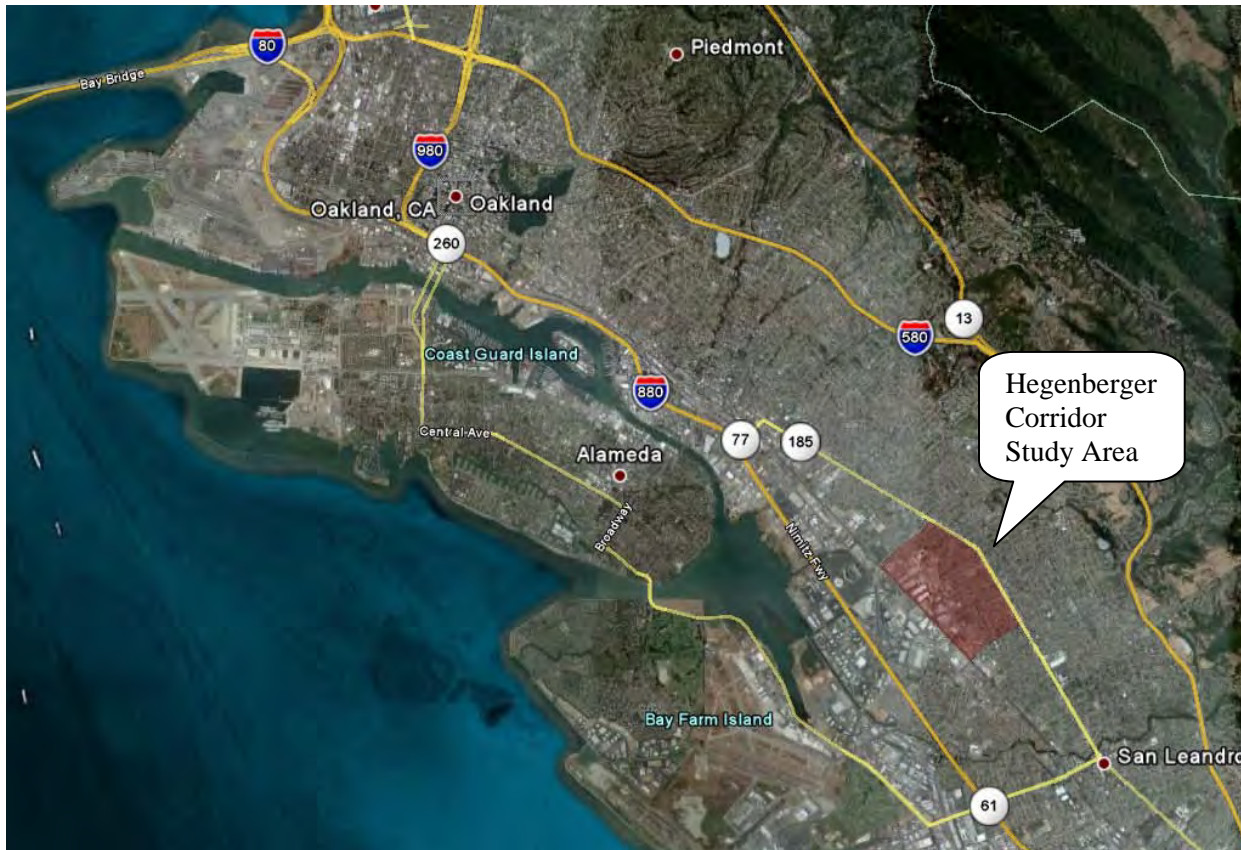 Piedmont
80
Bay Bridge
980
Oakland, CA
Oakland
260
13
580
Coast Guard Island
880
Hegenberger
Corridor
Study Area
Central Ave
77
185
Alameda
Broadway
Nimitz Fwy
Bay Farm Island
San Leandro
61